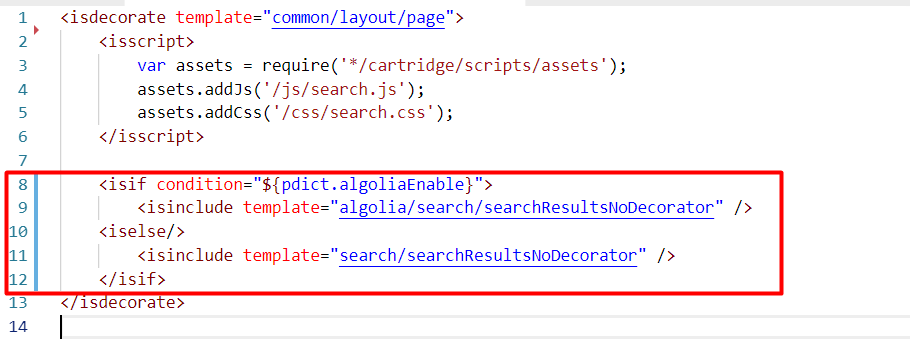 1 <isdecorate template="common/layout/page">
2     <isscript>
3         var assets = require('*/cartridge/scripts/assets');
4         assets.addJs('/js/search.js');
5         assets.addCss('/css/search.css');
6     </isscript>
7
8     <isif condition="${pdict.algoliaEnable}">
9         <isinclude template="algolia/search/searchResultsNoDecorator" />
10     <iselse/>
11         <isinclude template="search/searchResultsNoDecorator" />
12     </isif>
13 </isdecorate>
14